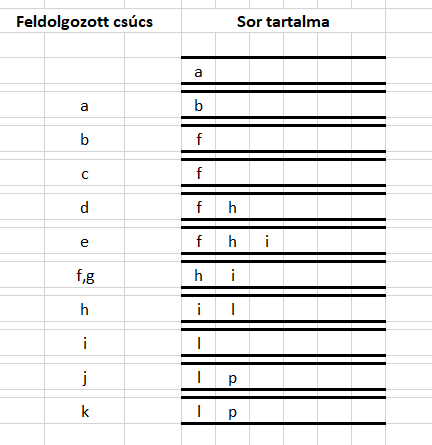 Feldolgozott csúcs Sor tartalma
a
a b
b f
c f
d f h
e f h i
f,g h i
h i l
i l
j l p
k l p